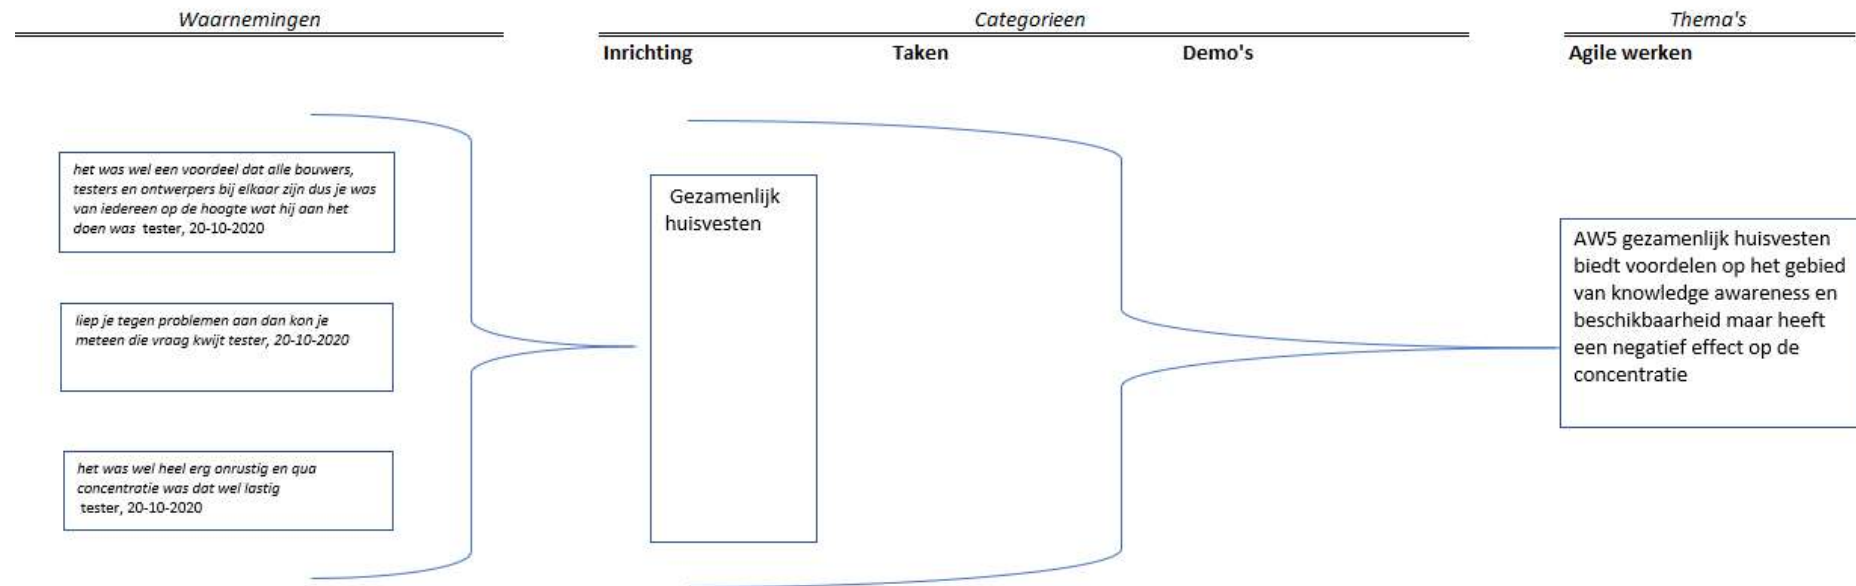 Waarnemingen
Categorieen
Thema's
Inrichting
Taken
Demo's
Agile werken
het was wel een voordeel dat alle bouwers,
testers en ontwerpers bij elkaar zijn dus je was
van iedereen op de hoogte wat hij aan het
doen was tester, 20-10-2020
liep je tegen problemen aan dan kon je
meteen die vraag kwijt tester, 20-10-2020
het was wel heel erg onrustig en qua
concentratie was dat wel lastig
tester, 20-10-2020
Gezamenlijk
huisvesten
AW5 gezamenlijk huisvesten
biedt voordelen op het gebied
van knowledge awareness en
beschikbaarheid maar heeft
een negatief effect op de
concentratie